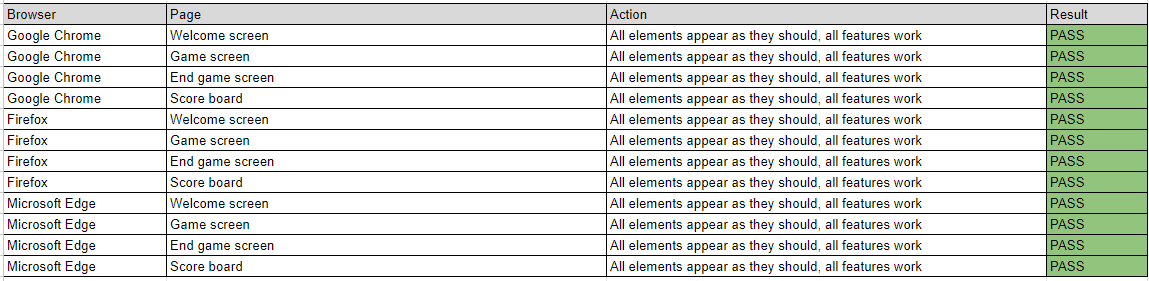 Browser Page Action Result
Google Chrome Welcome screen All elements appear as they should, all features work PASS
Google Chrome Game screen All elements appear as they should, all features work PASS
Google Chrome End game screen All elements appear as they should, all features work PASS
Google Chrome Score board All elements appear as they should, all features work PASS
Firefox Welcome screen All elements appear as they should, all features work PASS
Firefox Game screen All elements appear as they should, all features work PASS
Firefox End game screen All elements appear as they should, all features work PASS
Firefox Score board All elements appear as they should, all features work PASS
Microsoft Edge Welcome screen All elements appear as they should, all features work PASS
Microsoft Edge Game screen All elements appear as they should, all features work PASS
Microsoft Edge End game screen All elements appear as they should, all features work PASS
Microsoft Edge Score board All elements appear as they should, all features work PASS